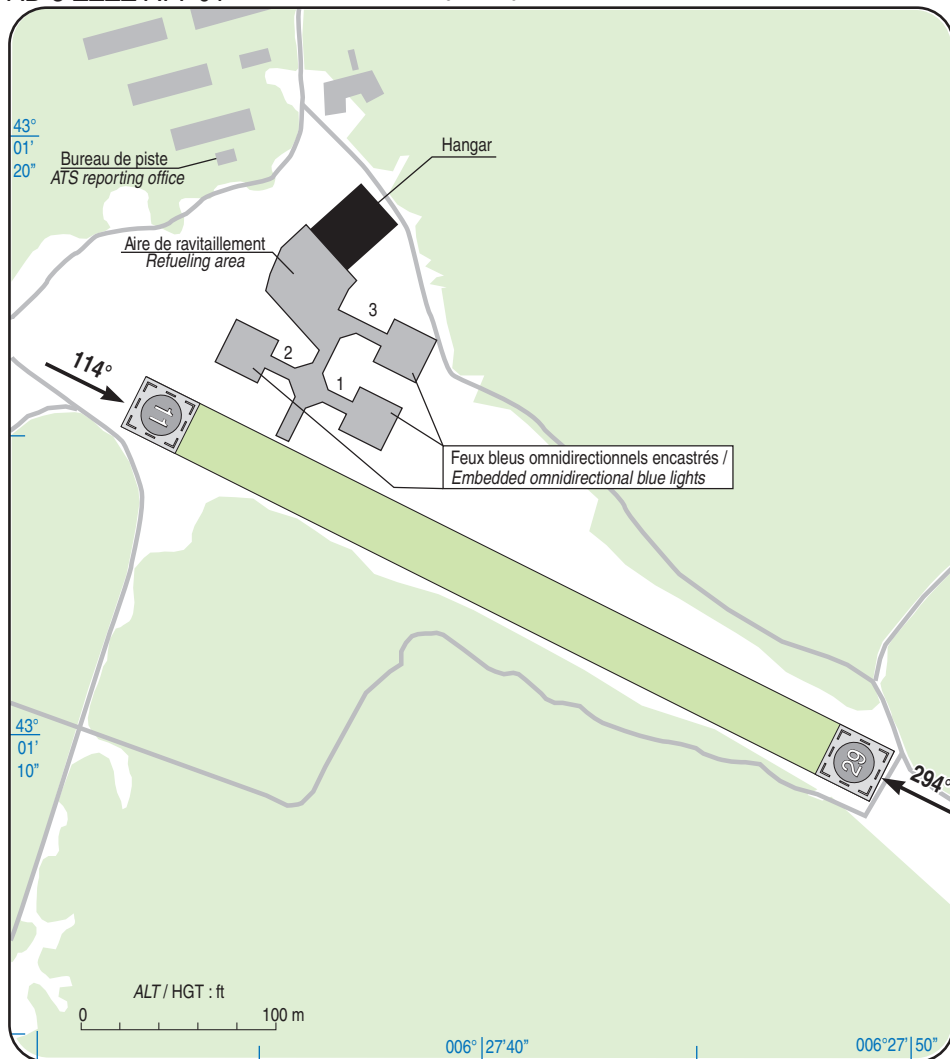 43°
01'
20"
Bureau de piste
ATS reporting office
Hangar
Aire de ravitaillement
Refueling area
3
2
1
114°
11
Feux bleus omnidirectionnels encastrés /
Embedded omnidirectional blue lights
43°
01'
10"
29
294°
ALT / HGT : ft
0 100 m
006° 27'40"
006°27' 50"